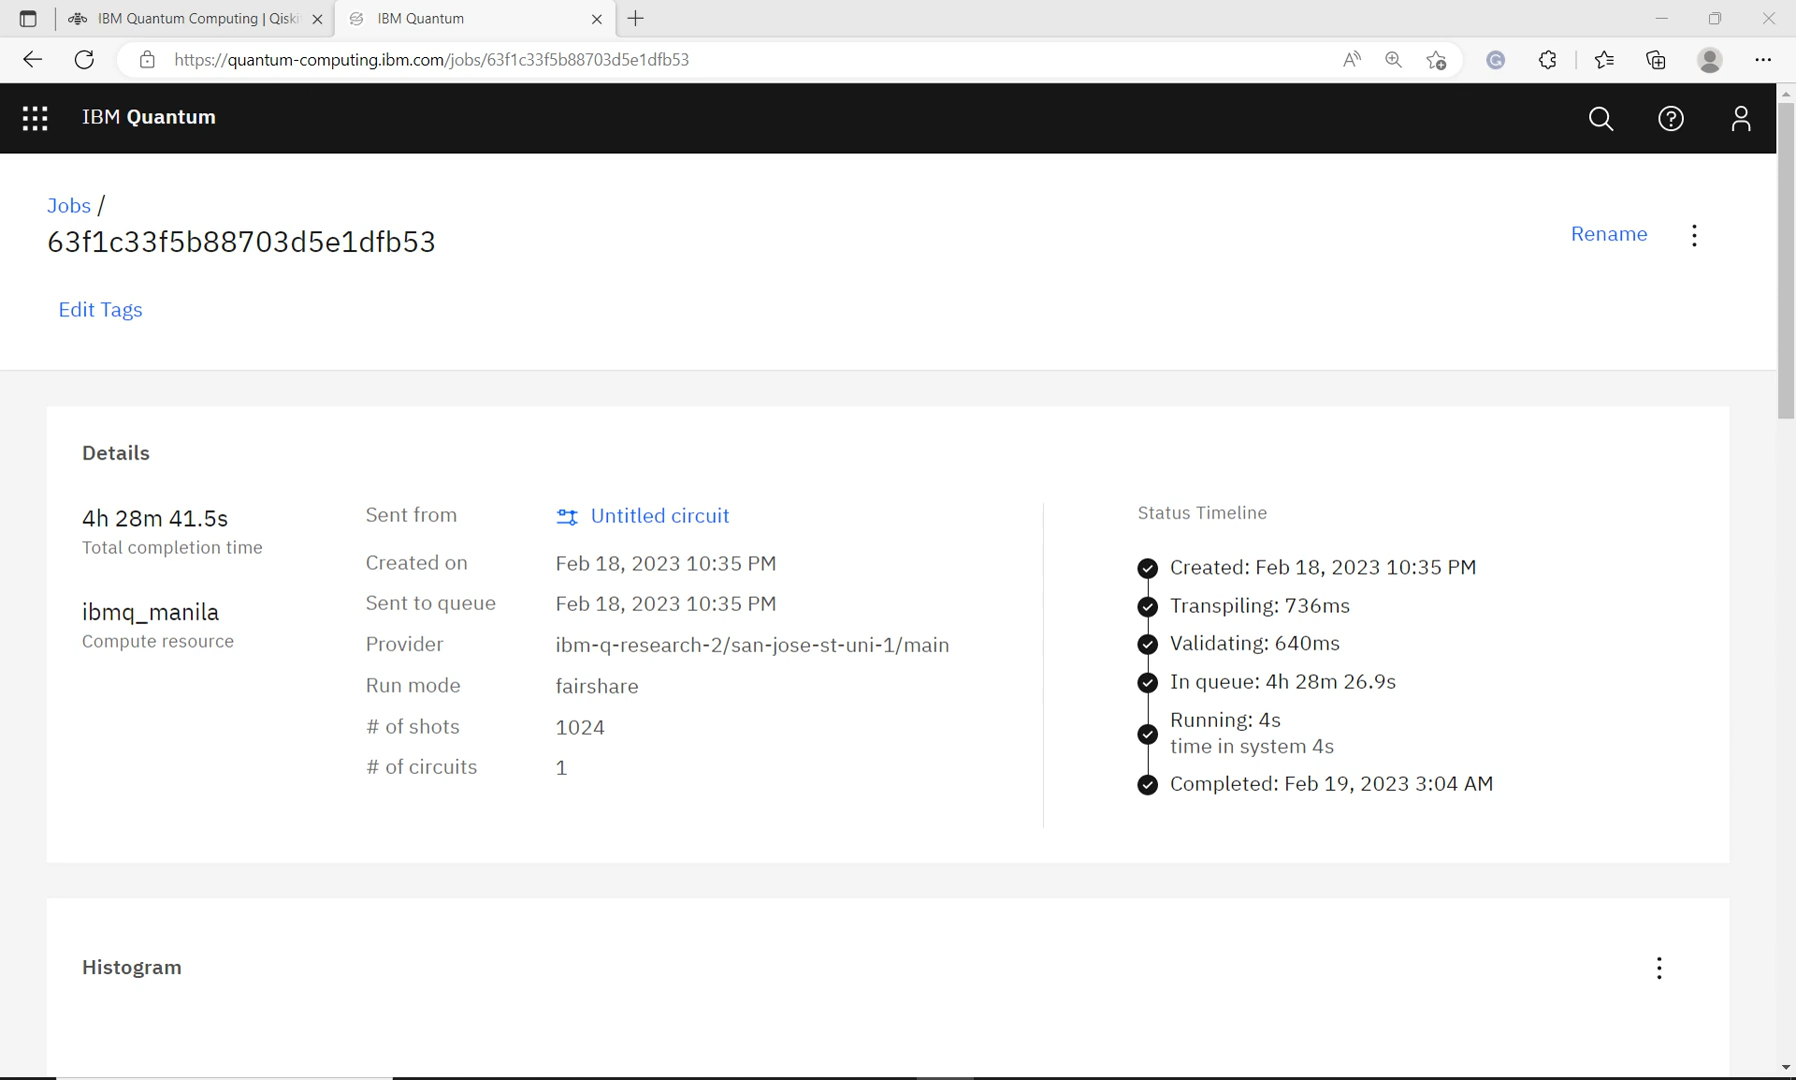 IBM Quantum Computing | Qiski
IBM Quantum
https://quantum-computing.ibm.com/jobs/63f1c33f5b88703d5e1dfb53
IBM Quantum
Jobs /
63f1c33f5b88703d5e1dfb53
Rename
Edit Tags
Details
4h 28m 41.5s
Total completion time
ibmq_manila
Compute resource
Sent from Untitled circuit
Created on Feb 18, 2023 10:35 PM
Sent to queue Feb 18, 2023 10:35 PM
Provider ibm-q-research-2/san-jose-st-uni-1/main
Run mode fairshare
# of shots 1024
# of circuits 1
Status Timeline
Created: Feb 18, 2023 10:35 PM
Transpiling: 736ms
Validating: 640ms
In queue: 4h 28m 26.9s
Running: 4s
time in system 4s
Completed: Feb 19, 2023 3:04 AM
Histogram